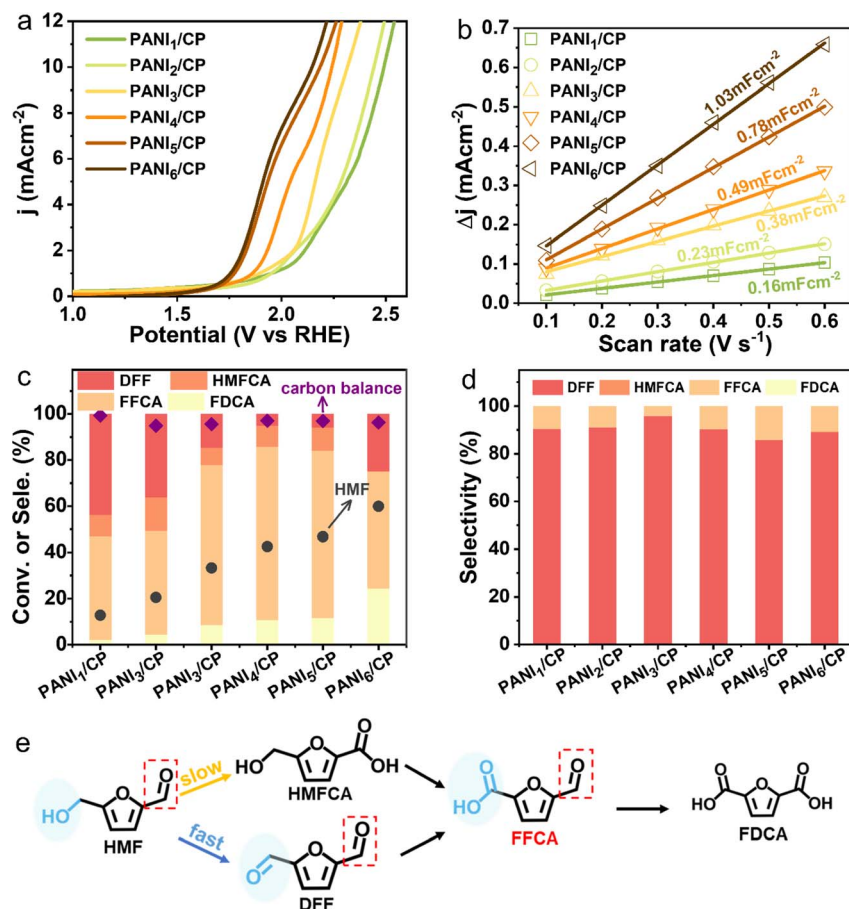 a
PANI₁/CP
PANI₂/CP
PANI₃/CP
PANI₄/CP
PANI₅/CP
PANI₆/CP
j (mAcm⁻²)
12
10
8
6
4
2
0
1.0
1.5
2.0
2.5
Potential (V vs RHE)
b
PANI₁/CP
PANI₂/CP
PANI₃/CP
PANI₄/CP
PANI₅/CP
PANI₆/CP
1.03mFcm⁻²
0.78mFcm⁻²
0.49mFcm⁻²
0.38mFcm⁻²
0.23mFcm⁻²
0.16mFcm⁻²
Δj (mAcm⁻²)
0.7
0.6
0.5
0.4
0.3
0.2
0.1
0.0
0.1
0.2
0.3
0.4
0.5
0.6
Scan rate (V s⁻¹)
c
DFF
HMFCA
FFCA
FDCA
carbon balance
HMF
Conv. or Sele. (%)
100
80
60
40
20
0
PANI₁/CP
PANI₃/CP
PANI₃/CP
PANI₄/CP
PANI₅/CP
PANI₆/CP
d
DFF
HMFCA
FFCA
FDCA
Selectivity (%)
100
80
60
40
20
0
PANI₁/CP
PANI₂/CP
PANI₃/CP
PANI₄/CP
PANI₅/CP
PANI₆/CP
e
HO
O
O
HMF
slow
fast
HO
O
O
OH
HMFCA
O
O
O
DFF
O
HO
O
O
FFCA
O
HO
O
O
OH
FDCA